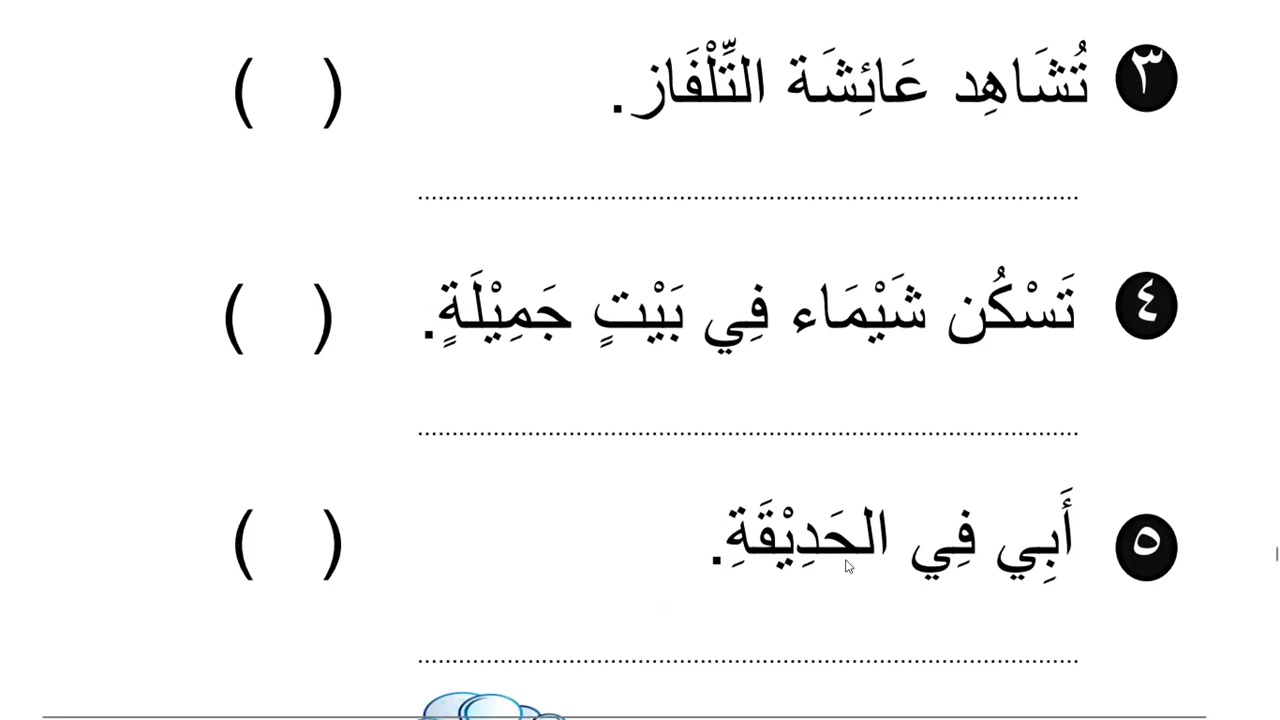 ٣ تُشَاهِد عَائِشَة التِّلْفَاز. ( )
٤ تَسْكُن شَيْمَاء فِي بَيْتٍ جَمِيْلَةٍ. ( )
٥ أَبِي فِي الحَدِيْقَةِ. ( )